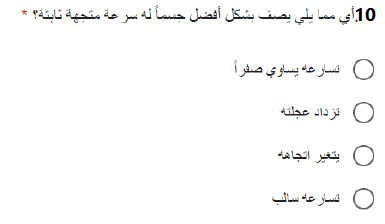 10أي مما يلي يصف بشكل أفضل جسماً له سرعة متجهة ثابتة؟ *
تسارعه يساوي صفراً
تزداد عجلته
يتغير اتجاهه
تسارعه سالب